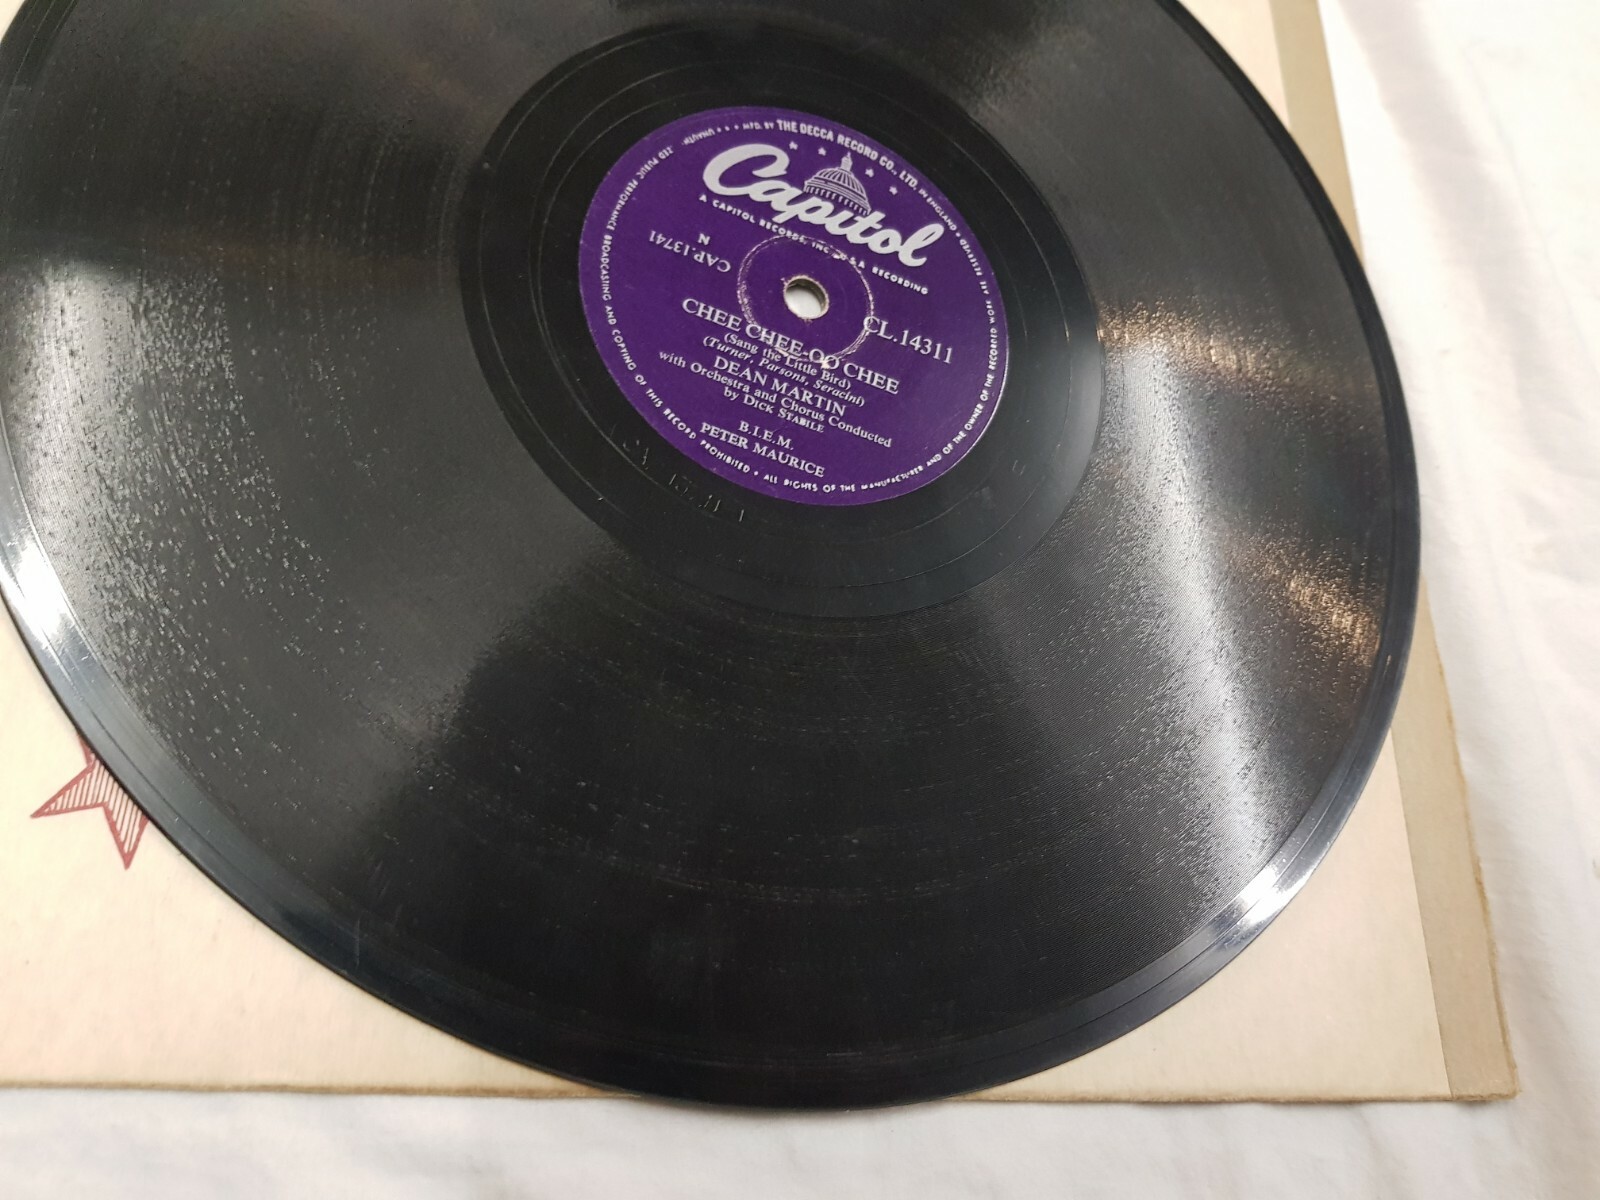 MFD. BY THE DECCA RECORD CO., LTD. IN ENGLAND • ALL RIGHTS OF THE MANUFACTURER AND OF THE OWNER OF THE RECORDED WORK RESERVED • PUBLIC PERFORMANCE BROADCASTING AND COPYING OF THIS RECORD PROHIBITED •
Capitol
A CAPITOL RECORDS, INC. U.S.A RECORDING
CAP.13741
N
CL.14311
CHEE CHEE-OO CHEE
(Sang the Little Bird)
(Turner, Parsons, Seracini)
DEAN MARTIN
with Orchestra and Chorus Conducted
by DICK STABILE
B.I.E.M.
PETER MAURICE